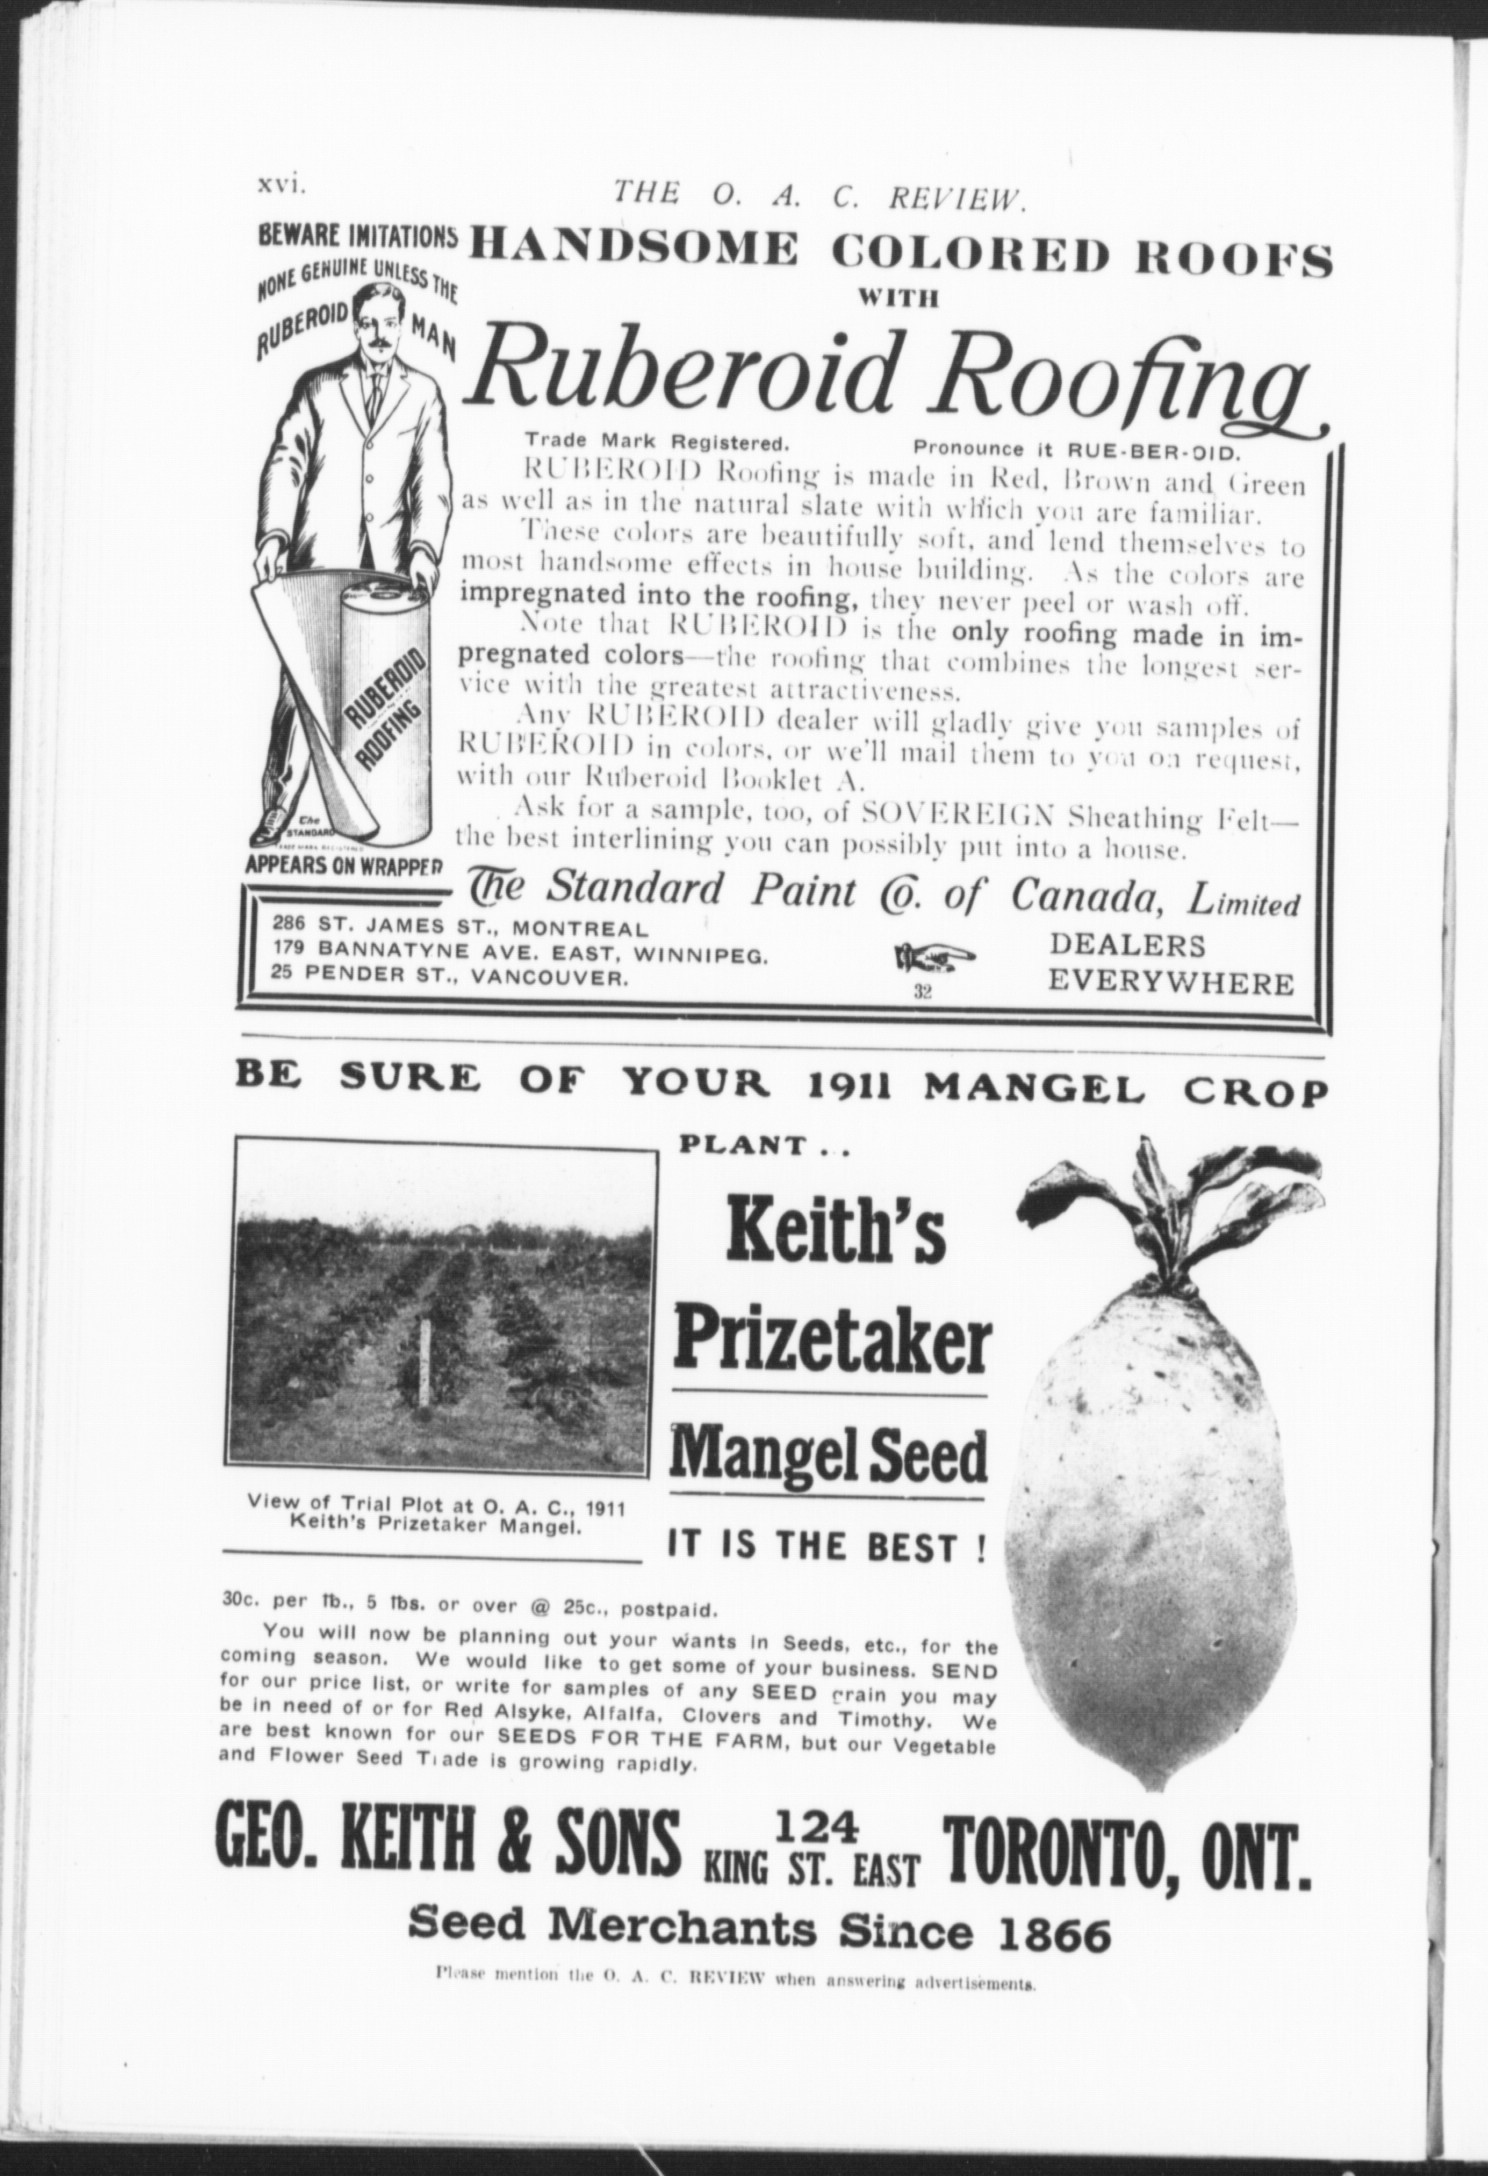 xvi.
THE O. A. C. REVIEW.
BEWARE IMITATIONS
NONE GENUINE UNLESS THE
RUBEROID MAN
HANDSOME COLORED ROOFS
WITH
Ruberoid Roofing
Trade Mark Registered. Pronounce it RUE-BER-OID.
RUBEROID Roofing is made in Red, Brown and Green
as well as in the natural slate with which you are familiar.
These colors are beautifully soft, and lend themselves to
most handsome effects in house building. As the colors are
impregnated into the roofing, they never peel or wash off.
Note that RUBEROID is the only roofing made in im-
pregnated colors—the roofing that combines the longest ser-
vice with the greatest attractiveness.
Any RUBEROID dealer will gladly give you samples of
RUBEROID in colors, or we'll mail them to you on request,
with our Ruberoid Booklet A.
Ask for a sample, too, of SOVEREIGN Sheathing Felt—
the best interlining you can possibly put into a house.
RUBEROID
ROOFING
The
STANDARD
TRADE MARK REGISTERED
APPEARS ON WRAPPER
The Standard Paint Co. of Canada, Limited
286 ST. JAMES ST., MONTREAL
179 BANNATYNE AVE. EAST, WINNIPEG.
25 PENDER ST., VANCOUVER.
32
DEALERS
EVERYWHERE
BE SURE OF YOUR 1911 MANGEL CROP
PLANT . .
Keith's
Prizetaker
Mangel Seed
IT IS THE BEST !
View of Trial Plot at O. A. C., 1911
Keith's Prizetaker Mangel.
30c. per lb., 5 lbs. or over @ 25c., postpaid.
You will now be planning out your wants in Seeds, etc., for the
coming season. We would like to get some of your business. SEND
for our price list, or write for samples of any SEED grain you may
be in need of or for Red Alsyke, Alfalfa, Clovers and Timothy. We
are best known for our SEEDS FOR THE FARM, but our Vegetable
and Flower Seed Trade is growing rapidly.
GEO. KEITH & SONS 124 KING ST. EAST TORONTO, ONT.
Seed Merchants Since 1866
Please mention the O. A. C. REVIEW when answering advertisements.